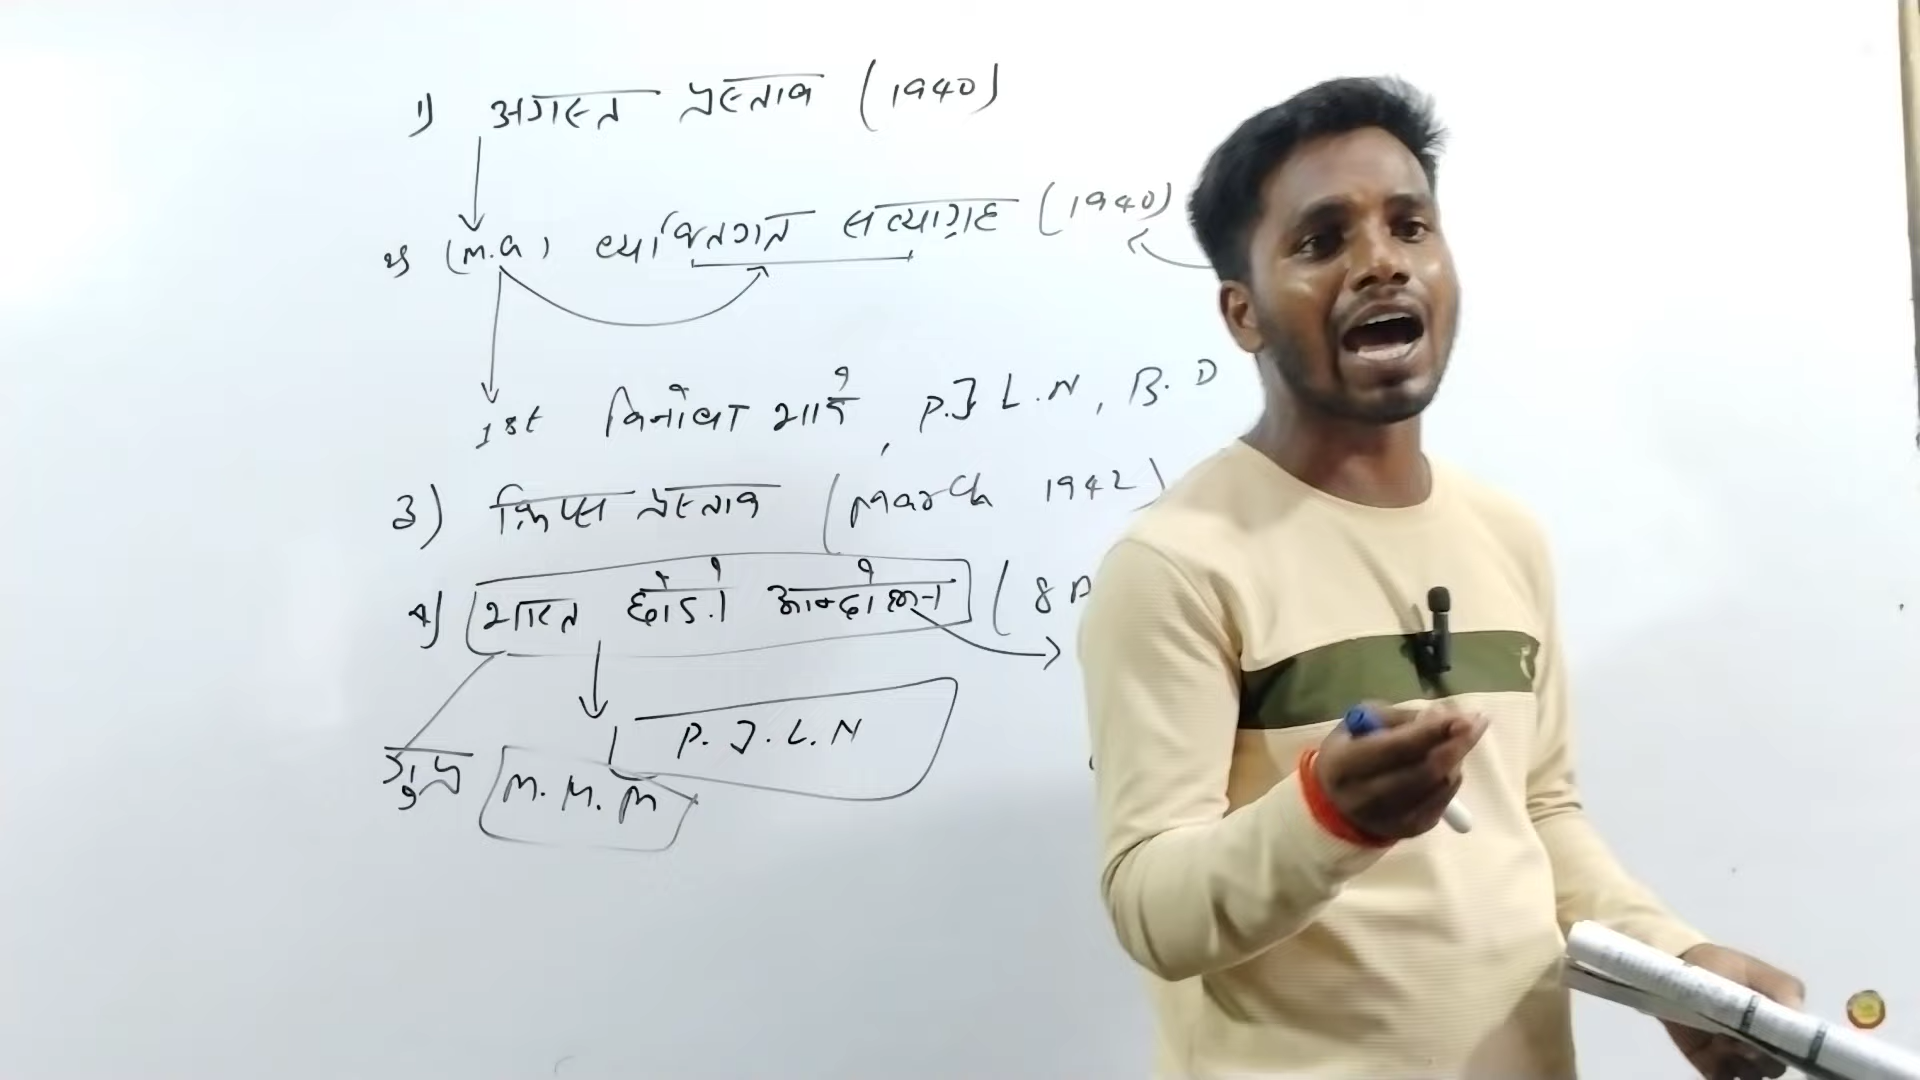 1) अगस्त प्रस्ताव (1940)
2) (M.G) व्यक्तिगत सत्याग्रह (1940)
1st विनोबा भावे, P.J L.N, B.D
3) क्रिप्स प्रस्ताव (March 1942)
4) भारत छोड़ो आन्दोलन (8 A
P. J. L. N
M. M. M